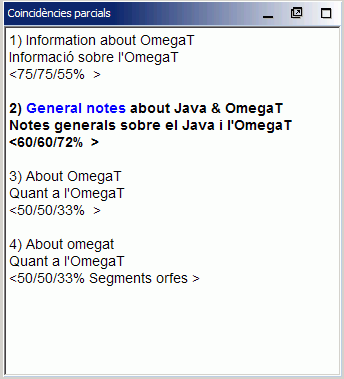 Coincidències parcials
1) Information about OmegaT
Informació sobre l'OmegaT
<75/75/55%  >
2) General notes about Java & OmegaT
Notes generals sobre el Java i l'OmegaT
<60/60/72%  >
3) About OmegaT
Quant a l'OmegaT
<50/50/33%  >
4) About omegat
Quant a l'OmegaT
<50/50/33% Segments orfes >